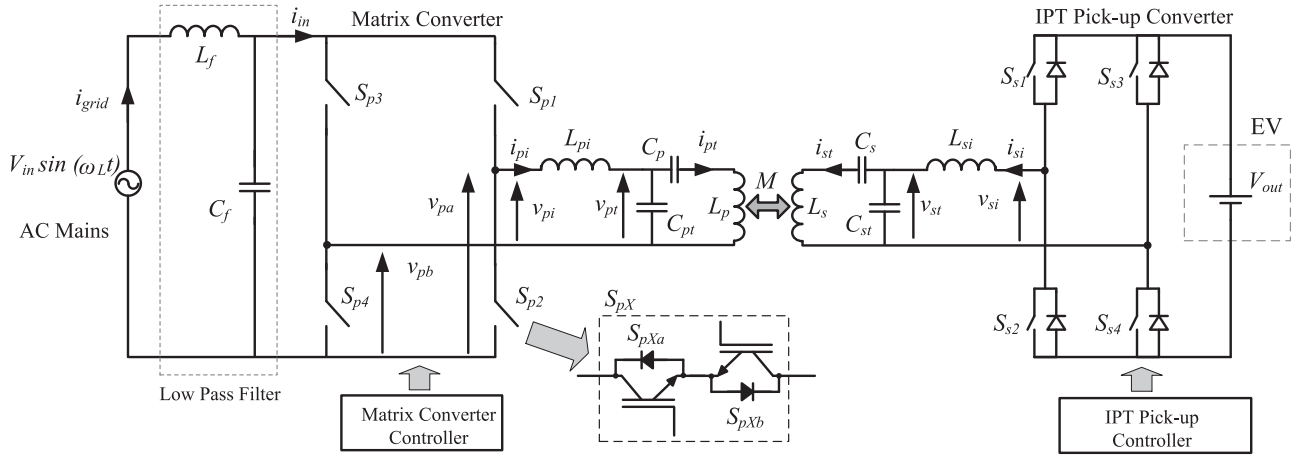 i_in
Matrix Converter
IPT Pick-up Converter
L_f
S_p3
S_p1
S_s1
S_s3
i_grid
EV
L_pi
C_p
i_pt
C_s
L_si
i_pi
i_st
i_si
V_in sin (ω_L t)
M
V_out
C_f
v_pa
v_pi
v_pt
C_pt
L_p
L_s
C_st
v_st
v_si
AC Mains
v_pb
S_p4
S_p2
S_pX
S_s2
S_s4
S_pXa
Low Pass Filter
S_pXb
Matrix Converter
Controller
IPT Pick-up
Controller